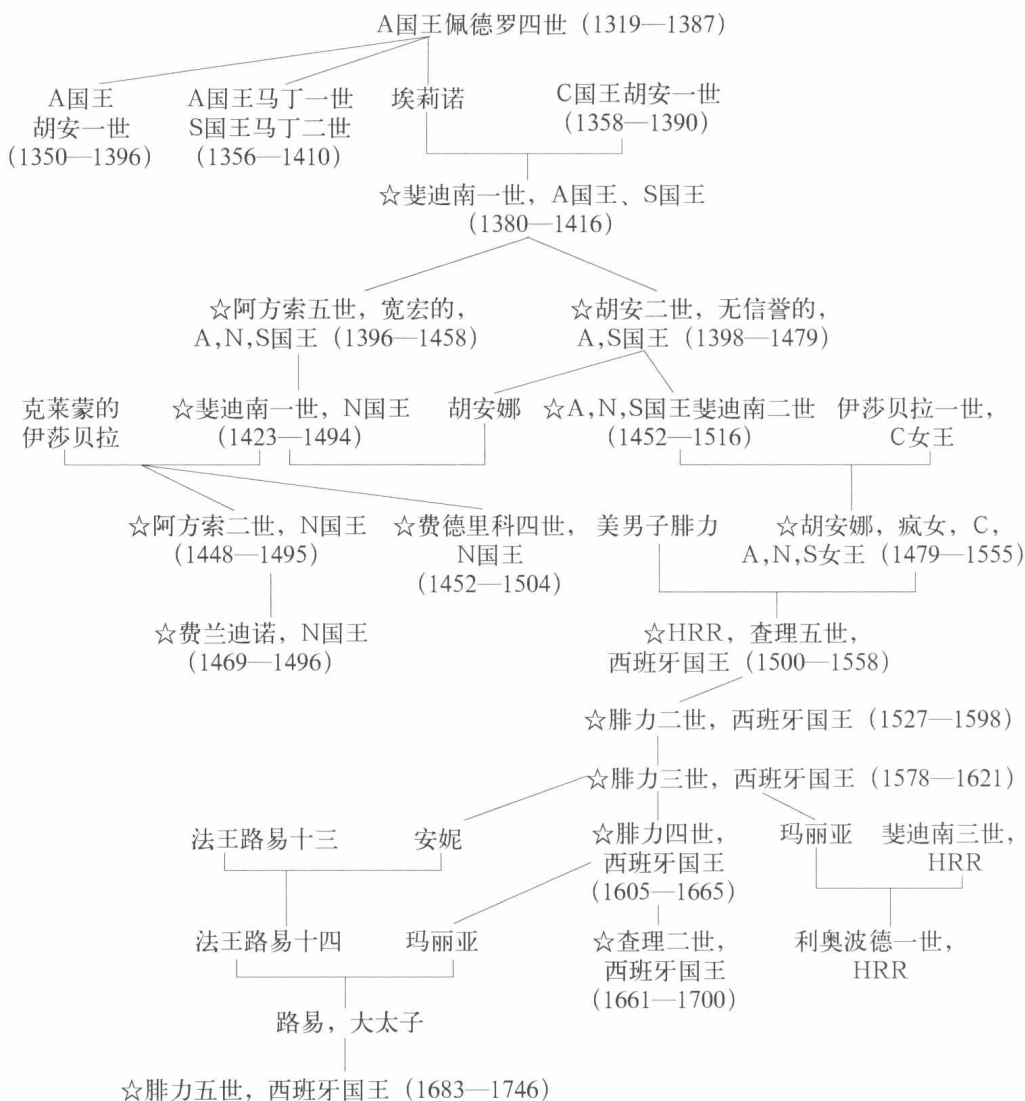 A国王佩德罗四世（1319—1387）
A国王
胡安一世
（1350—1396）
A国王马丁一世
S国王马丁二世
（1356—1410）
埃莉诺
C国王胡安一世
（1358—1390）
☆斐迪南一世，A国王、S国王
（1380—1416）
☆阿方索五世，宽宏的，
A,N,S国王（1396—1458）
☆胡安二世，无信誉的，
A,S国王（1398—1479）
克莱蒙的
伊莎贝拉
☆斐迪南一世，N国王
（1423—1494）
胡安娜
☆A,N,S国王斐迪南二世
（1452—1516）
伊莎贝拉一世，
C女王
☆阿方索二世，N国王
（1448—1495）
☆费德里科四世，
N国王
（1452—1504）
美男子腓力
☆胡安娜，疯女，C，
A,N,S女王（1479—1555）
☆费兰迪诺，N国王
（1469—1496）
☆HRR，查理五世，
西班牙国王（1500—1558）
☆腓力二世，西班牙国王（1527—1598）
☆腓力三世，西班牙国王（1578—1621）
法王路易十三
安妮
☆腓力四世，
西班牙国王
（1605—1665）
玛丽亚
斐迪南三世，
HRR
法王路易十四
玛丽亚
☆查理二世，
西班牙国王
（1661—1700）
利奥波德一世，
HRR
路易，大太子
☆腓力五世，西班牙国王（1683—1746）